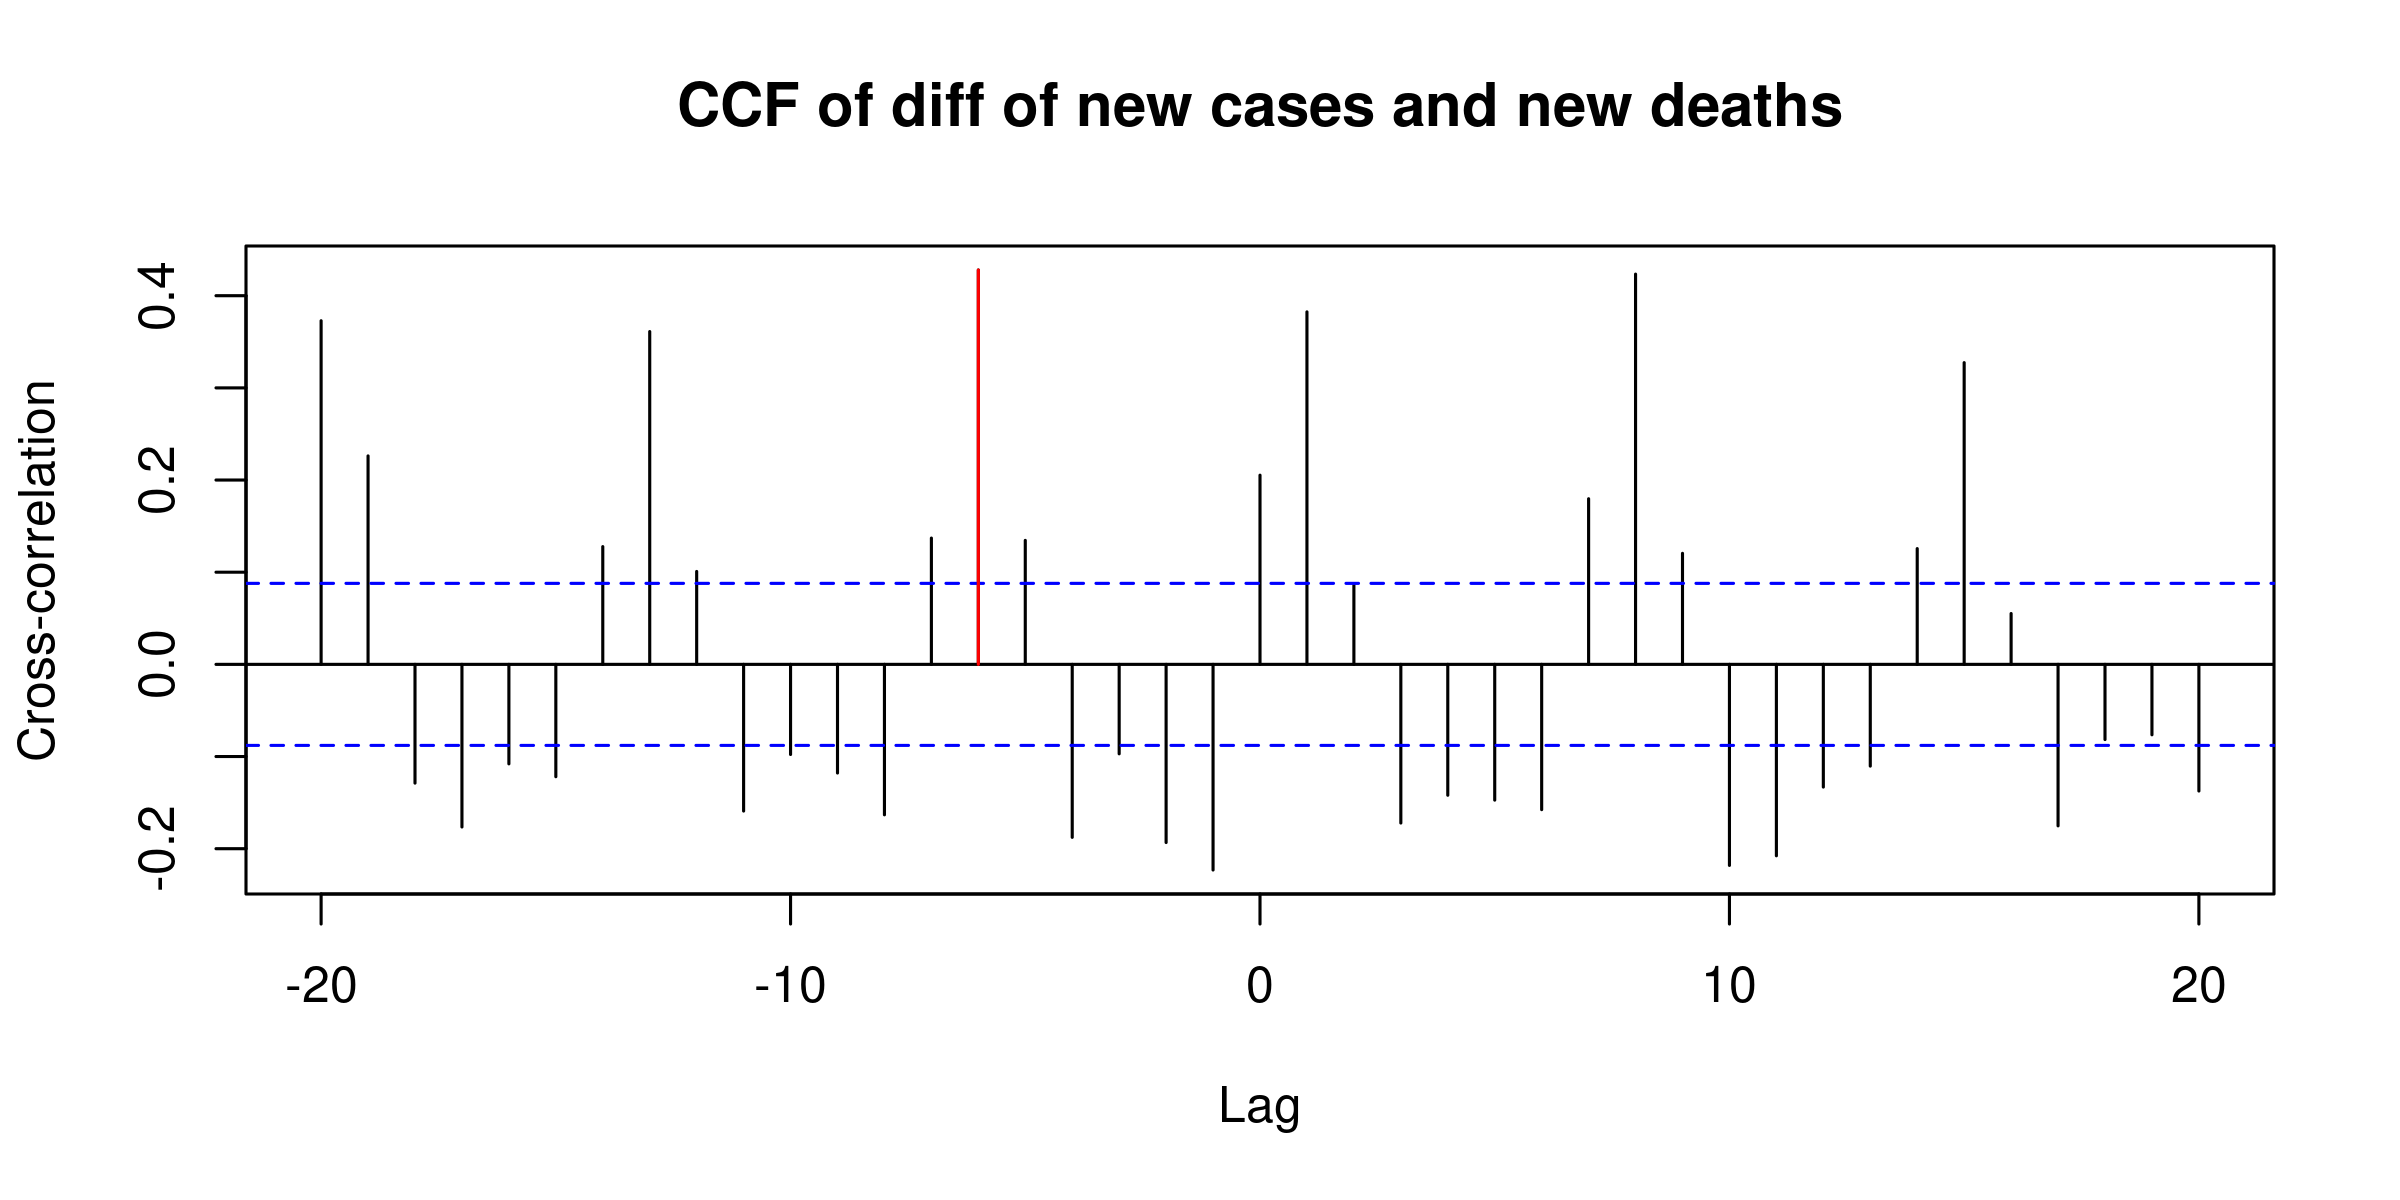 CCF of diff of new cases and new deaths
Cross-correlation
0.4
0.2
0.0
-0.2
-20 -10 0 10 20
Lag